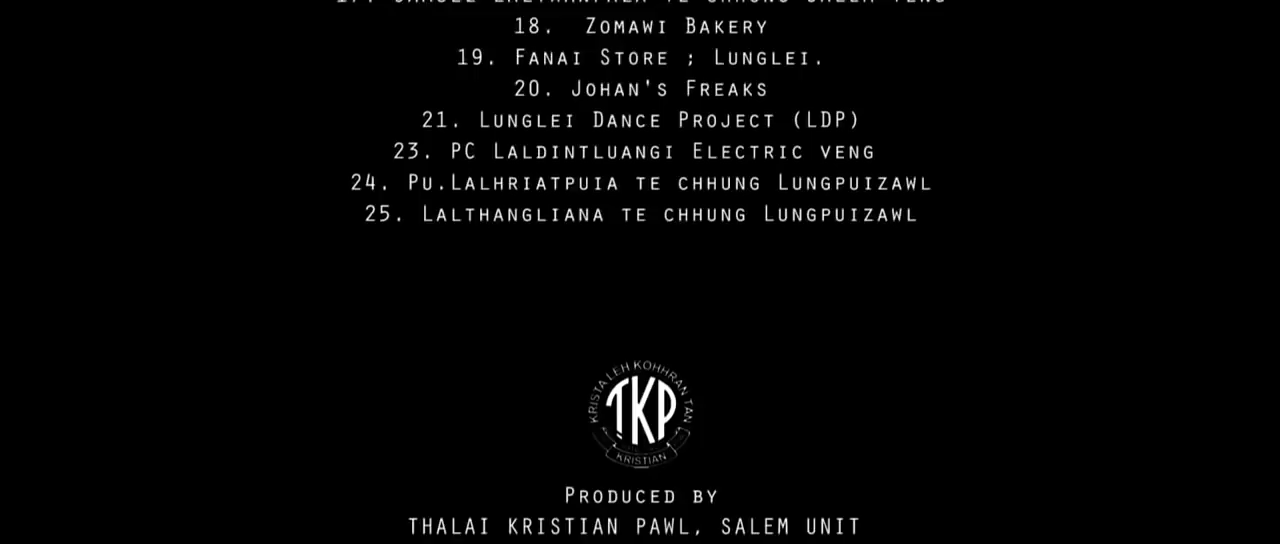 18. Zomawi Bakery
19. Fanai Store ; Lunglei.
20. Johan's Freaks
21. Lunglei Dance Project (LDP)
23. PC Laldintluangi Electric veng
24. Pu.Lalhriatpuia te chhung Lungpuizawl
25. Lalthangliana te chhung Lungpuizawl
KRISTA LEH KOHHRAN TAN
TKP
KRISTIAN
Produced by
THALAI KRISTIAN PAWL, SALEM UNIT